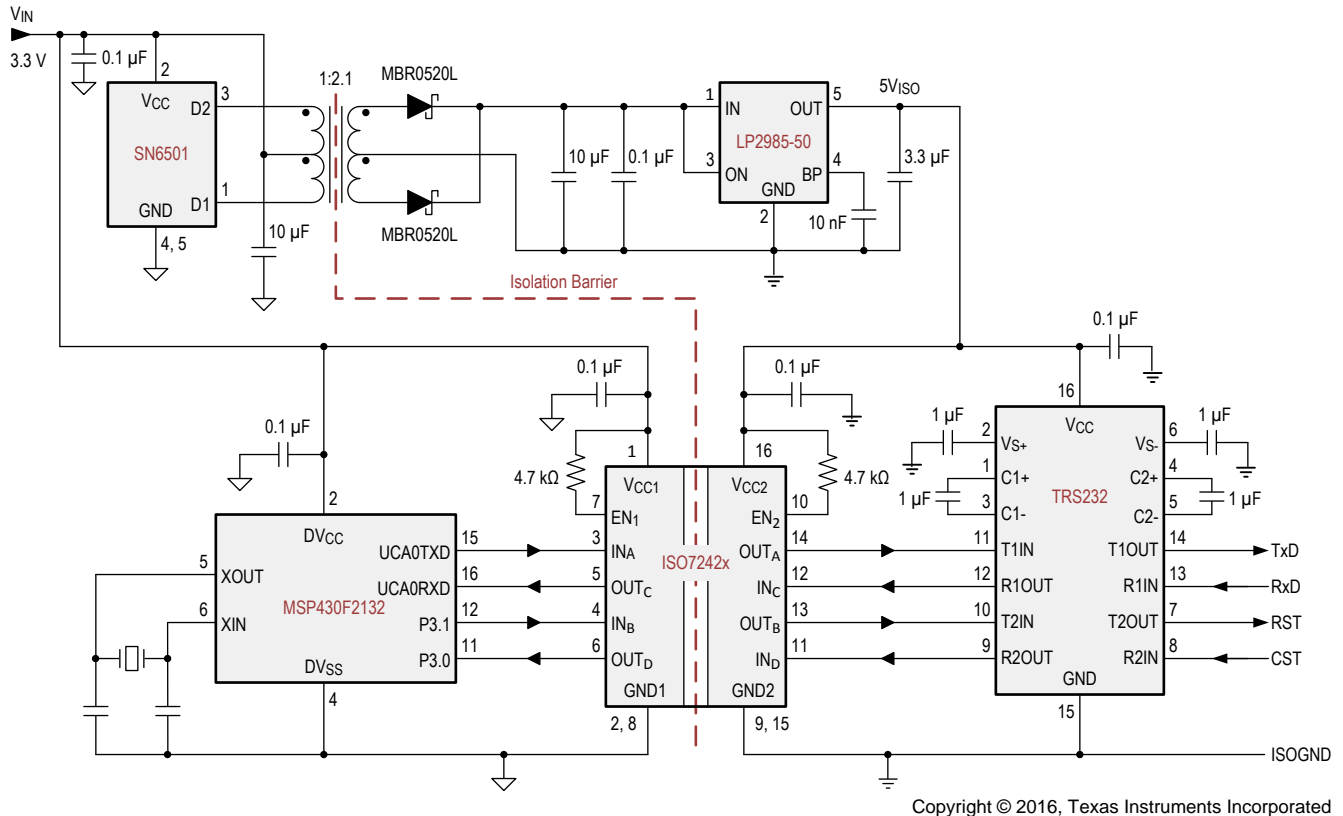 VIN
3.3 V
0.1 µF
2
VCC
D2
3
SN6501
D1
1
GND
4, 5
10 µF
1:2.1
MBR0520L
MBR0520L
10 µF
0.1 µF
1
IN
OUT
5
LP2985-50
3
ON
BP
4
GND
2
10 nF
5VISO
3.3 µF
Isolation Barrier
0.1 µF
0.1 µF
0.1 µF
0.1 µF
1
16
4.7 kΩ
4.7 kΩ
VCC1
VCC2
7
EN1
EN2
10
ISO7242x
3
INA
OUTA
14
5
OUTC
INC
12
4
INB
OUTB
13
6
OUTD
IND
11
GND1
GND2
2, 8
9, 15
2
DVCC
5
XOUT
6
XIN
MSP430F2132
UCA0TXD
15
UCA0RXD
16
P3.1
12
P3.0
11
DVSS
4
16
VCC
1 µF
2
VS+
VS-
6
1 µF
1
C1+
C2+
4
1 µF
TRS232
1 µF
3
C1-
C2-
5
11
T1IN
T1OUT
14
TxD
12
R1OUT
R1IN
13
RxD
10
T2IN
T2OUT
7
RST
9
R2OUT
R2IN
8
CST
GND
15
ISOGND
Copyright © 2016, Texas Instruments Incorporated